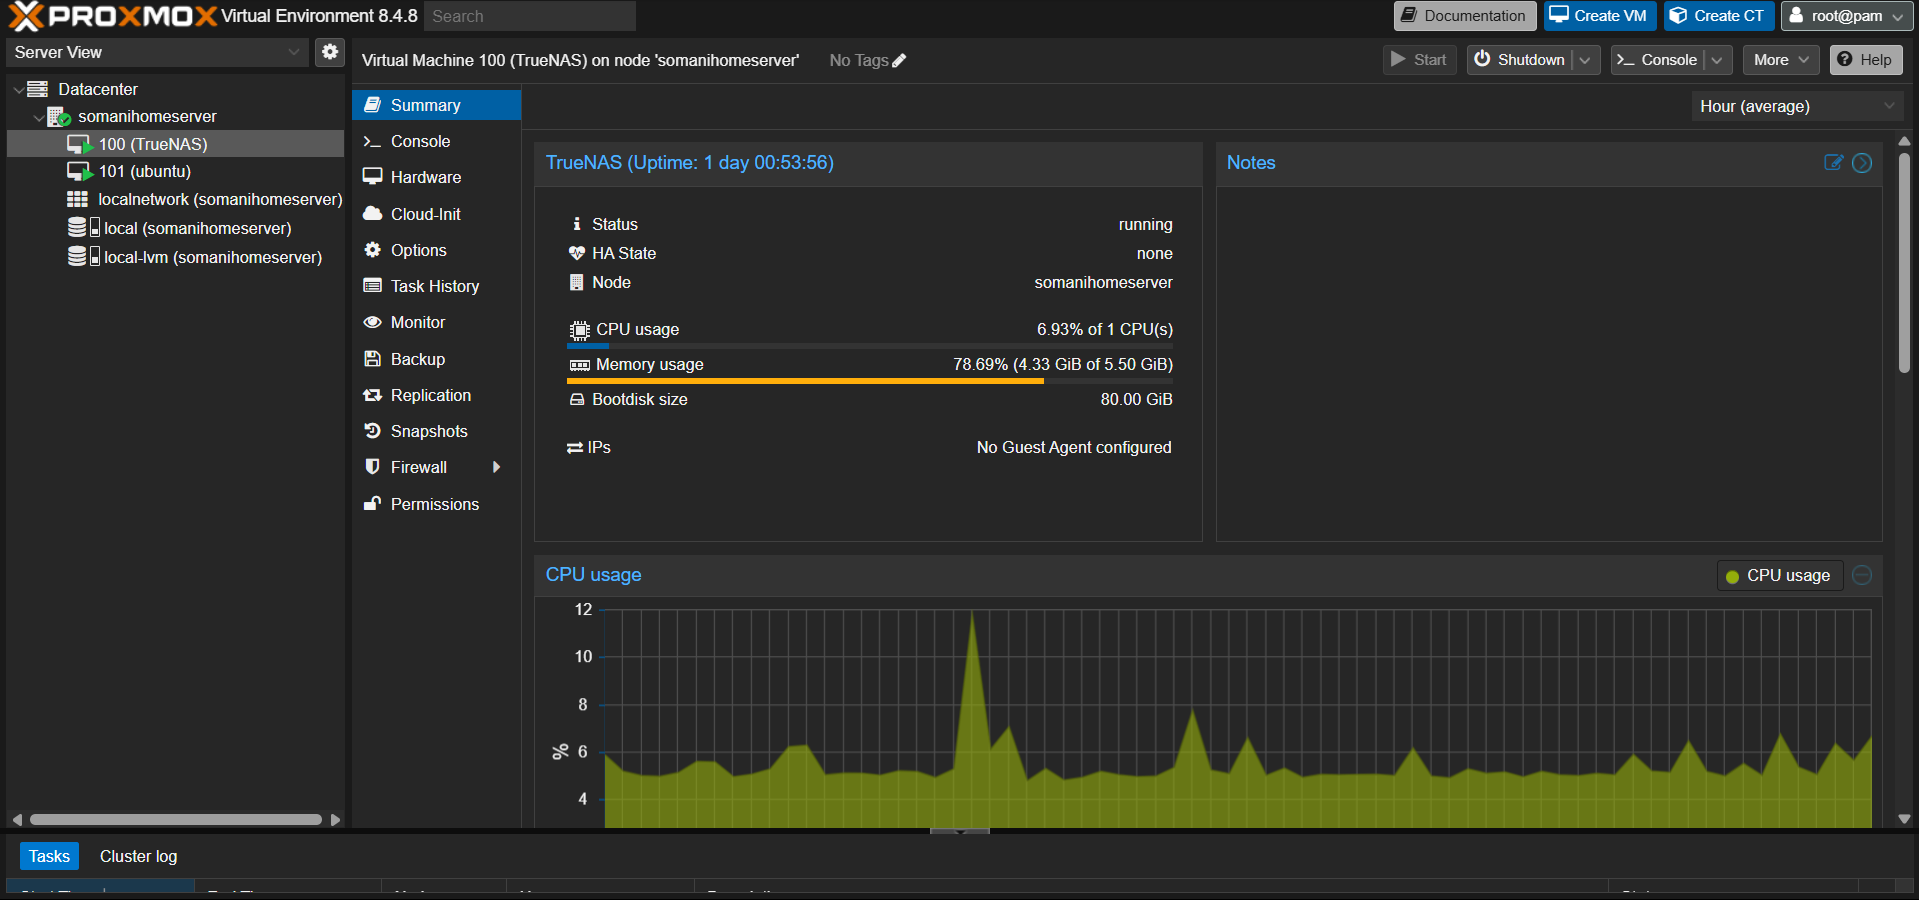 PROXMOX Virtual Environment 8.4.8 Search Documentation Create VM Create CT root@pam
Server View
Virtual Machine 100 (TrueNAS) on node 'somanihomeserver' No Tags Start Shutdown Console More Help
Datacenter
somanihomeserver
100 (TrueNAS)
101 (ubuntu)
localnetwork (somanihomeserver)
local (somanihomeserver)
local-lvm (somanihomeserver)
Summary
Console
Hardware
Cloud-Init
Options
Task History
Monitor
Backup
Replication
Snapshots
Firewall
Permissions
Hour (average)
TrueNAS (Uptime: 1 day 00:53:56)
Status running
HA State none
Node somanihomeserver
CPU usage 6.93% of 1 CPU(s)
Memory usage 78.69% (4.33 GiB of 5.50 GiB)
Bootdisk size 80.00 GiB
IPs No Guest Agent configured
Notes
CPU usage
CPU usage
12
10
8
6
4
%
Tasks Cluster log